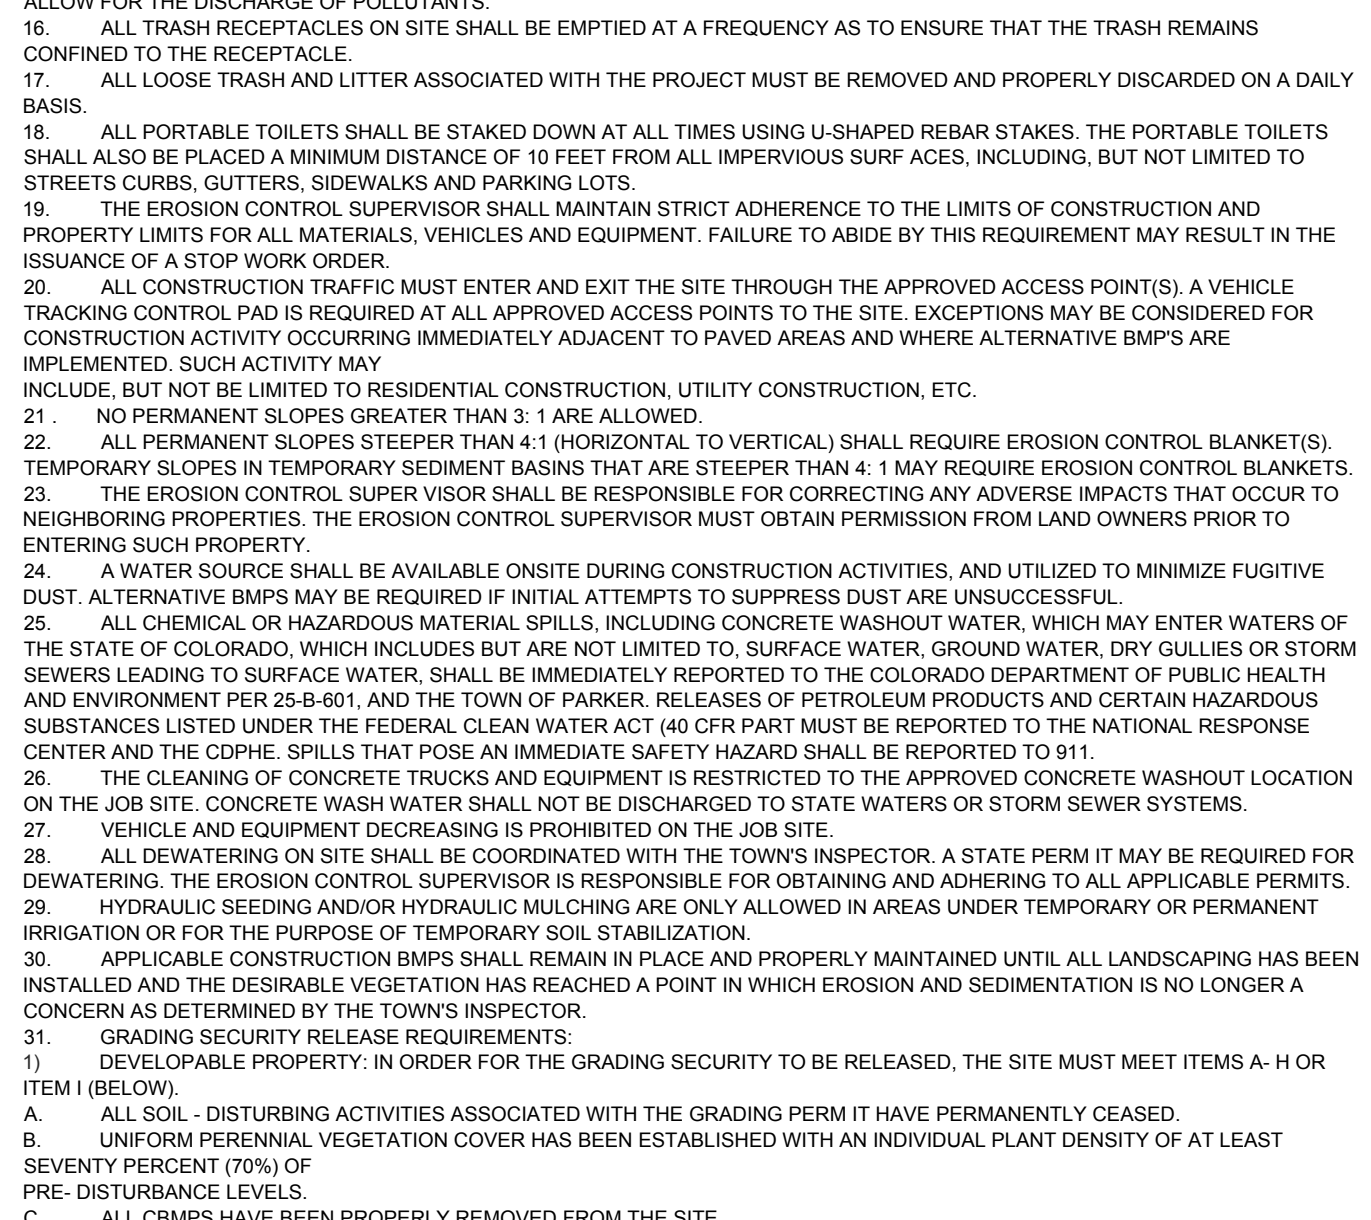 ALLOW FOR THE DISCHARGE OF POLLUTANTS.
16. ALL TRASH RECEPTACLES ON SITE SHALL BE EMPTIED AT A FREQUENCY AS TO ENSURE THAT THE TRASH REMAINS
CONFINED TO THE RECEPTACLE.
17. ALL LOOSE TRASH AND LITTER ASSOCIATED WITH THE PROJECT MUST BE REMOVED AND PROPERLY DISCARDED ON A DAILY
BASIS.
18. ALL PORTABLE TOILETS SHALL BE STAKED DOWN AT ALL TIMES USING U-SHAPED REBAR STAKES. THE PORTABLE TOILETS
SHALL ALSO BE PLACED A MINIMUM DISTANCE OF 10 FEET FROM ALL IMPERVIOUS SURF ACES, INCLUDING, BUT NOT LIMITED TO
STREETS CURBS, GUTTERS, SIDEWALKS AND PARKING LOTS.
19. THE EROSION CONTROL SUPERVISOR SHALL MAINTAIN STRICT ADHERENCE TO THE LIMITS OF CONSTRUCTION AND
PROPERTY LIMITS FOR ALL MATERIALS, VEHICLES AND EQUIPMENT. FAILURE TO ABIDE BY THIS REQUIREMENT MAY RESULT IN THE
ISSUANCE OF A STOP WORK ORDER.
20. ALL CONSTRUCTION TRAFFIC MUST ENTER AND EXIT THE SITE THROUGH THE APPROVED ACCESS POINT(S). A VEHICLE
TRACKING CONTROL PAD IS REQUIRED AT ALL APPROVED ACCESS POINTS TO THE SITE. EXCEPTIONS MAY BE CONSIDERED FOR
CONSTRUCTION ACTIVITY OCCURRING IMMEDIATELY ADJACENT TO PAVED AREAS AND WHERE ALTERNATIVE BMP'S ARE
IMPLEMENTED. SUCH ACTIVITY MAY
INCLUDE, BUT NOT BE LIMITED TO RESIDENTIAL CONSTRUCTION, UTILITY CONSTRUCTION, ETC.
21 . NO PERMANENT SLOPES GREATER THAN 3: 1 ARE ALLOWED.
22. ALL PERMANENT SLOPES STEEPER THAN 4:1 (HORIZONTAL TO VERTICAL) SHALL REQUIRE EROSION CONTROL BLANKET(S).
TEMPORARY SLOPES IN TEMPORARY SEDIMENT BASINS THAT ARE STEEPER THAN 4: 1 MAY REQUIRE EROSION CONTROL BLANKETS.
23. THE EROSION CONTROL SUPER VISOR SHALL BE RESPONSIBLE FOR CORRECTING ANY ADVERSE IMPACTS THAT OCCUR TO
NEIGHBORING PROPERTIES. THE EROSION CONTROL SUPERVISOR MUST OBTAIN PERMISSION FROM LAND OWNERS PRIOR TO
ENTERING SUCH PROPERTY.
24. A WATER SOURCE SHALL BE AVAILABLE ONSITE DURING CONSTRUCTION ACTIVITIES, AND UTILIZED TO MINIMIZE FUGITIVE
DUST. ALTERNATIVE BMPS MAY BE REQUIRED IF INITIAL ATTEMPTS TO SUPPRESS DUST ARE UNSUCCESSFUL.
25. ALL CHEMICAL OR HAZARDOUS MATERIAL SPILLS, INCLUDING CONCRETE WASHOUT WATER, WHICH MAY ENTER WATERS OF
THE STATE OF COLORADO, WHICH INCLUDES BUT ARE NOT LIMITED TO, SURFACE WATER, GROUND WATER, DRY GULLIES OR STORM
SEWERS LEADING TO SURFACE WATER, SHALL BE IMMEDIATELY REPORTED TO THE COLORADO DEPARTMENT OF PUBLIC HEALTH
AND ENVIRONMENT PER 25-B-601, AND THE TOWN OF PARKER. RELEASES OF PETROLEUM PRODUCTS AND CERTAIN HAZARDOUS
SUBSTANCES LISTED UNDER THE FEDERAL CLEAN WATER ACT (40 CFR PART MUST BE REPORTED TO THE NATIONAL RESPONSE
CENTER AND THE CDPHE. SPILLS THAT POSE AN IMMEDIATE SAFETY HAZARD SHALL BE REPORTED TO 911.
26. THE CLEANING OF CONCRETE TRUCKS AND EQUIPMENT IS RESTRICTED TO THE APPROVED CONCRETE WASHOUT LOCATION
ON THE JOB SITE. CONCRETE WASH WATER SHALL NOT BE DISCHARGED TO STATE WATERS OR STORM SEWER SYSTEMS.
27. VEHICLE AND EQUIPMENT DECREASING IS PROHIBITED ON THE JOB SITE.
28. ALL DEWATERING ON SITE SHALL BE COORDINATED WITH THE TOWN'S INSPECTOR. A STATE PERM IT MAY BE REQUIRED FOR
DEWATERING. THE EROSION CONTROL SUPERVISOR IS RESPONSIBLE FOR OBTAINING AND ADHERING TO ALL APPLICABLE PERMITS.
29. HYDRAULIC SEEDING AND/OR HYDRAULIC MULCHING ARE ONLY ALLOWED IN AREAS UNDER TEMPORARY OR PERMANENT
IRRIGATION OR FOR THE PURPOSE OF TEMPORARY SOIL STABILIZATION.
30. APPLICABLE CONSTRUCTION BMPS SHALL REMAIN IN PLACE AND PROPERLY MAINTAINED UNTIL ALL LANDSCAPING HAS BEEN
INSTALLED AND THE DESIRABLE VEGETATION HAS REACHED A POINT IN WHICH EROSION AND SEDIMENTATION IS NO LONGER A
CONCERN AS DETERMINED BY THE TOWN'S INSPECTOR.
31. GRADING SECURITY RELEASE REQUIREMENTS:
1) DEVELOPABLE PROPERTY: IN ORDER FOR THE GRADING SECURITY TO BE RELEASED, THE SITE MUST MEET ITEMS A- H OR
ITEM I (BELOW).
A. ALL SOIL - DISTURBING ACTIVITIES ASSOCIATED WITH THE GRADING PERM IT HAVE PERMANENTLY CEASED.
B. UNIFORM PERENNIAL VEGETATION COVER HAS BEEN ESTABLISHED WITH AN INDIVIDUAL PLANT DENSITY OF AT LEAST
SEVENTY PERCENT (70%) OF
PRE- DISTURBANCE LEVELS.
C. ALL CBMPS HAVE BEEN PROPERLY REMOVED FROM THE SITE